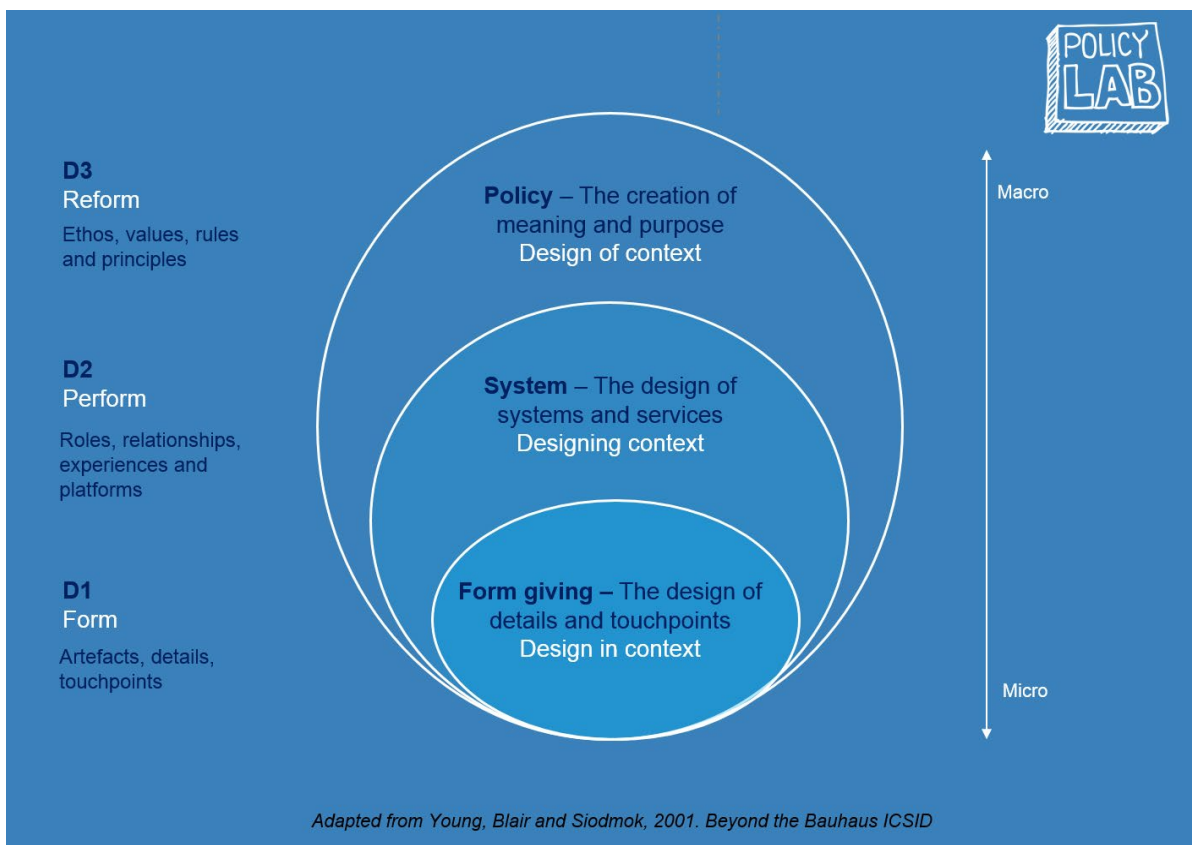 POLICY
LAB
D3
Reform
Ethos, values, rules
and principles
Policy – The creation of
meaning and purpose
Design of context
Macro
D2
Perform
Roles, relationships,
experiences and
platforms
System – The design of
systems and services
Designing context
D1
Form
Artefacts, details,
touchpoints
Form giving – The design of
details and touchpoints
Design in context
Micro
Adapted from Young, Blair and Siodmok, 2001. Beyond the Bauhaus ICSID